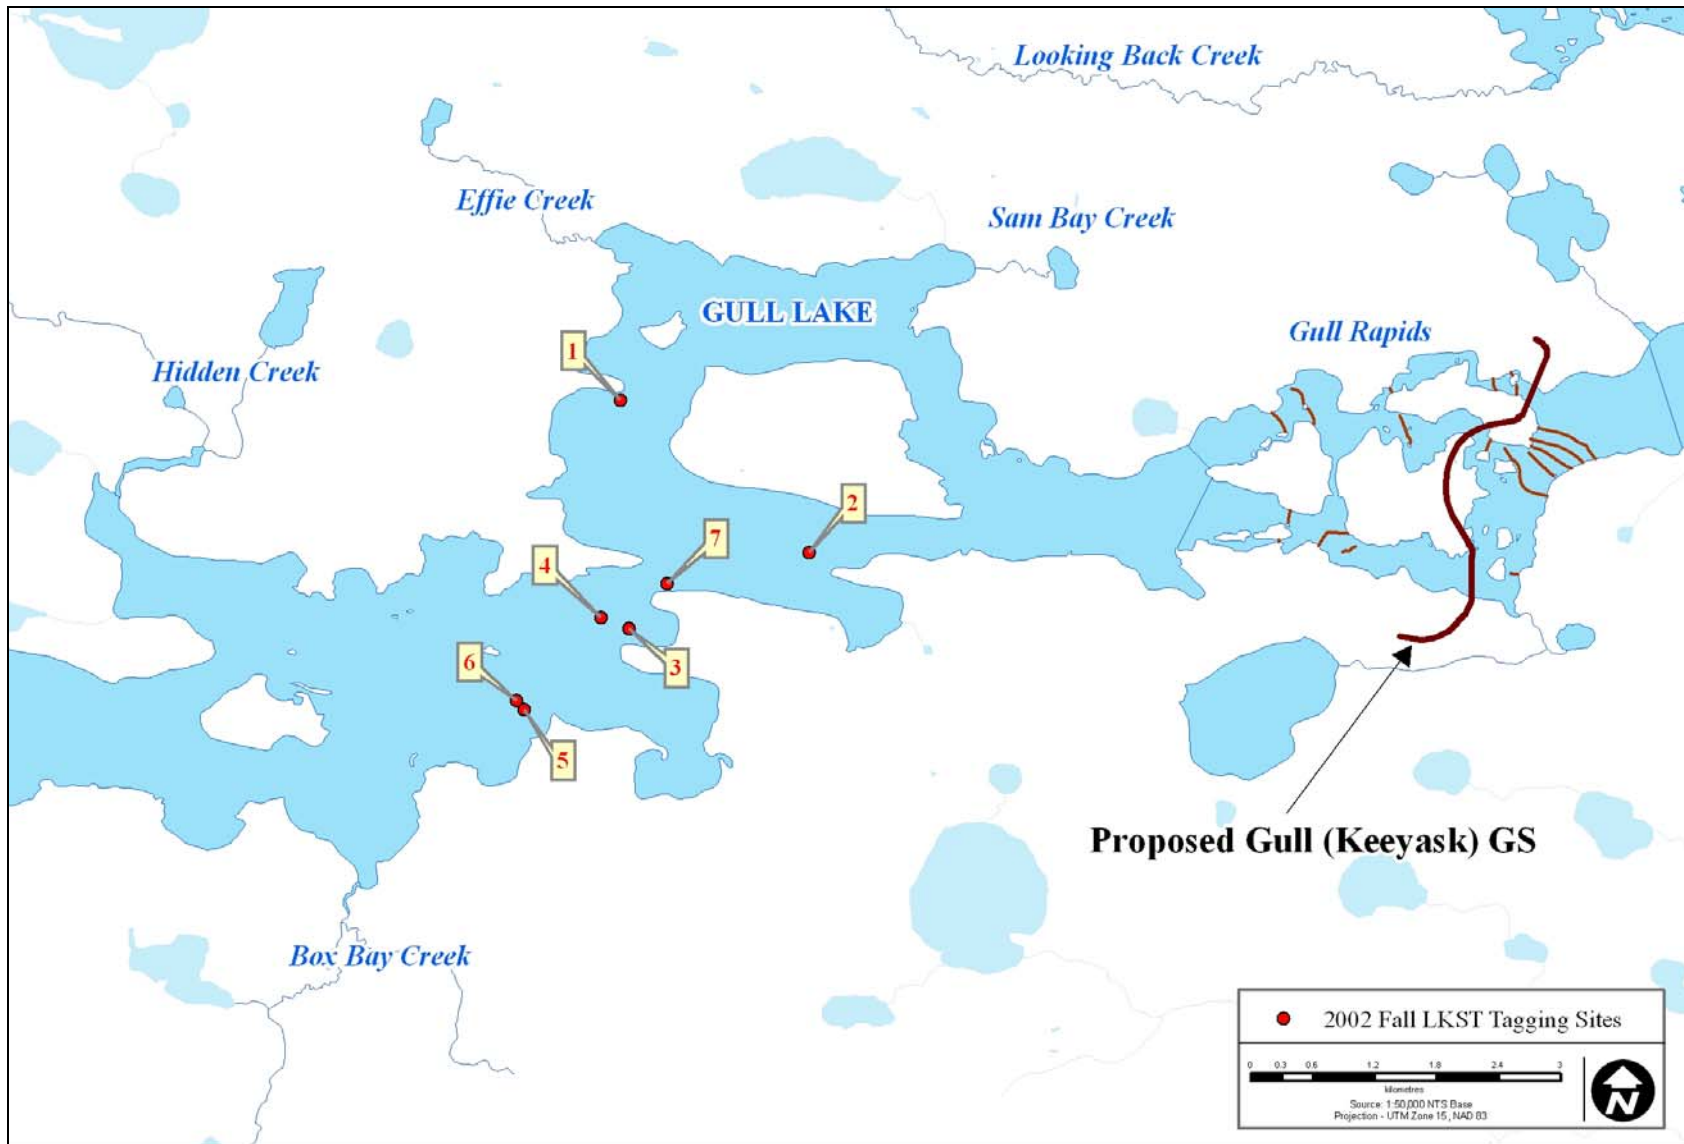 Looking Back Creek
Effie Creek
Sam Bay Creek
GULL LAKE
Gull Rapids
1
Hidden Creek
2
7
4
6
3
5
Proposed Gull (Keeyask) GS
Box Bay Creek
2002 Fall LKST Tagging Sites
0 0.3 0.6 1.2 1.8 2.4 3
kilometres
Source: 1:50,000 NTS Base
Projection - UTM Zone 15, NAD 83
N